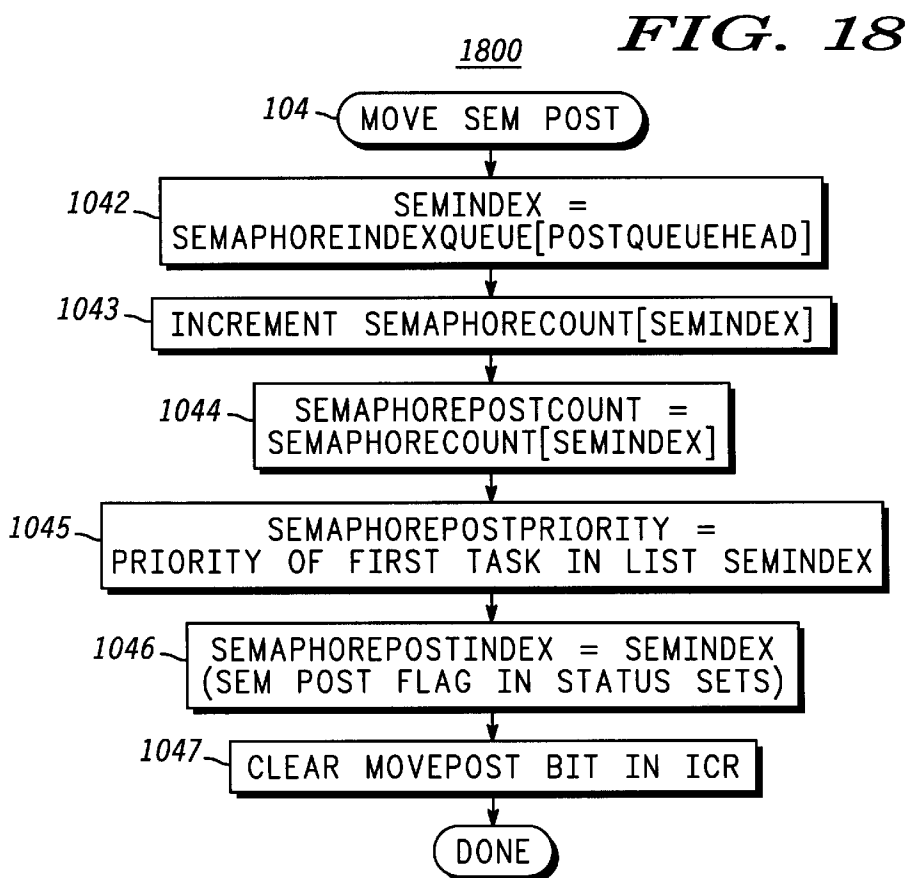 FIG. 18
1800
104
MOVE SEM POST
1042
SEMINDEX =
SEMAPHOREINDEXQUEUE[POSTQUEUEHEAD]
1043
INCREMENT SEMAPHORECOUNT[SEMINDEX]
1044
SEMAPHOREPOSTCOUNT =
SEMAPHORECOUNT[SEMINDEX]
1045
SEMAPHOREPOSTPRIORITY =
PRIORITY OF FIRST TASK IN LIST SEMINDEX
1046
SEMAPHOREPOSTINDEX = SEMINDEX
(SEM POST FLAG IN STATUS SETS)
1047
CLEAR MOVEPOST BIT IN ICR
DONE